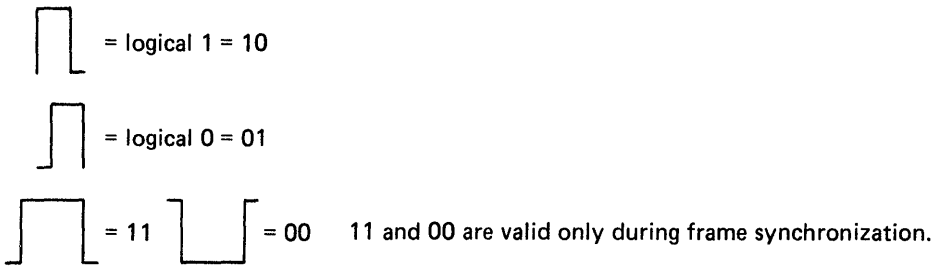 = logical 1 = 10
= logical 0 = 01
= 11 = 00 11 and 00 are valid only during frame synchronization.